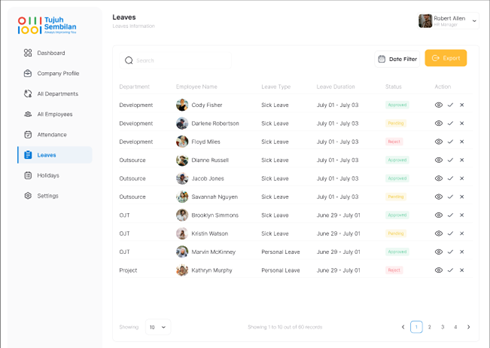 Tujuh
Sembilan
Always Upturning You
Leaves
Leaves Information
Robert Allen
HR Manager
Dashboard
Company Profile
All Departments
All Employees
Attendance
Leaves
Holidays
Settings
Search
Date Filter
Export
Department Employee Name Leave Type Leave Duration Status Action
Development Cody Fisher Sick Leave July 01 - July 03 Approved
Development Darlene Robertson Sick Leave July 01 - July 03 Pending
Development Floyd Miles Sick Leave July 01 - July 03 Reject
Outsource Dianne Russell Sick Leave July 01 - July 03 Approved
Outsource Jacob Jones Sick Leave July 01 - July 03 Approved
Outsource Savannah Nguyen Sick Leave July 01 - July 03 Pending
OJT Brooklyn Simmons Sick Leave June 29 - July 01 Approved
OJT Kristin Watson Sick Leave June 29 - July 01 Pending
OJT Marvin McKinney Personal Leave June 29 - July 01 Approved
Project Kathryn Murphy Personal Leave June 29 - July 01 Reject
Showing 10 Showing 1 to 10 out of 60 records 1 2 3 4